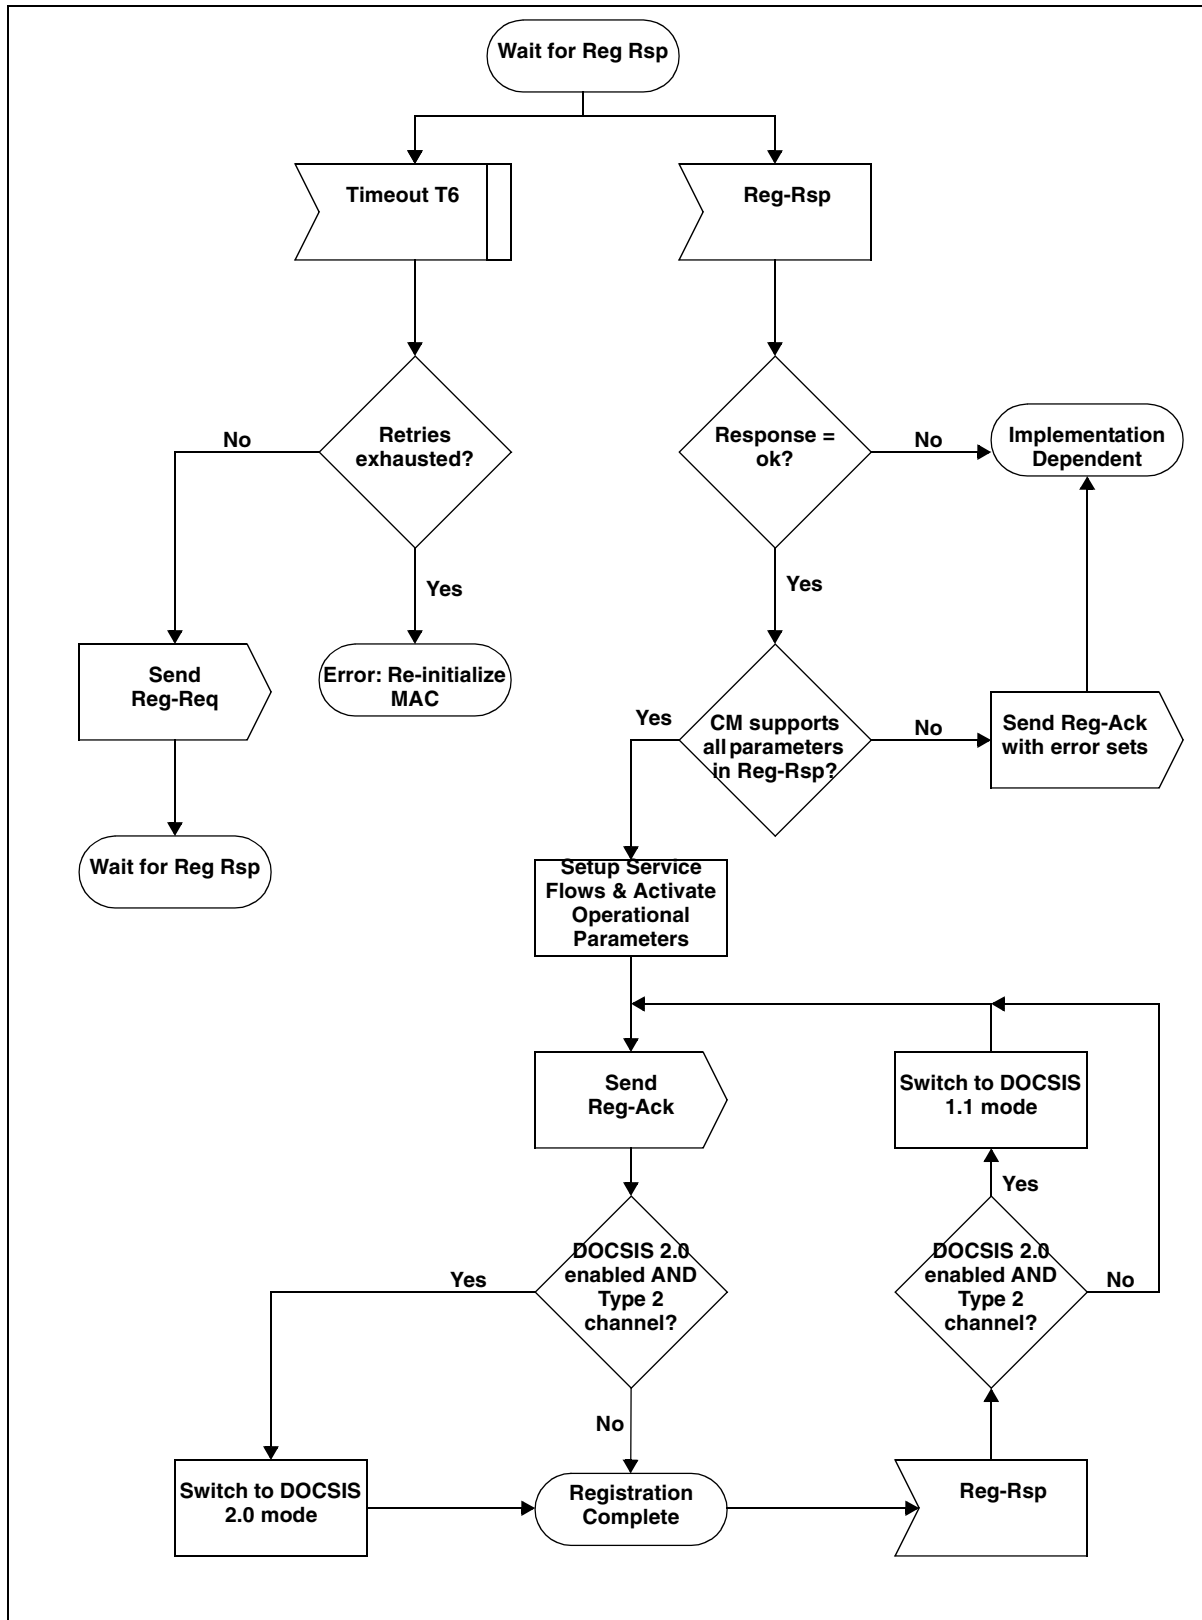 Wait for Reg Rsp
Timeout T6
Reg-Rsp
Retries
exhausted?
No
Yes
Response =
ok?
No
Yes
Implementation
Dependent
Send
Reg-Req
Error: Re-initialize
MAC
Wait for Reg Rsp
CM supports
all parameters
in Reg-Rsp?
Yes
No
Send Reg-Ack
with error sets
Setup Service
Flows & Activate
Operational
Parameters
Send
Reg-Ack
Switch to DOCSIS
1.1 mode
Yes
DOCSIS 2.0
enabled AND
Type 2
channel?
Yes
No
DOCSIS 2.0
enabled AND
Type 2
channel?
No
Switch to DOCSIS
2.0 mode
Registration
Complete
Reg-Rsp